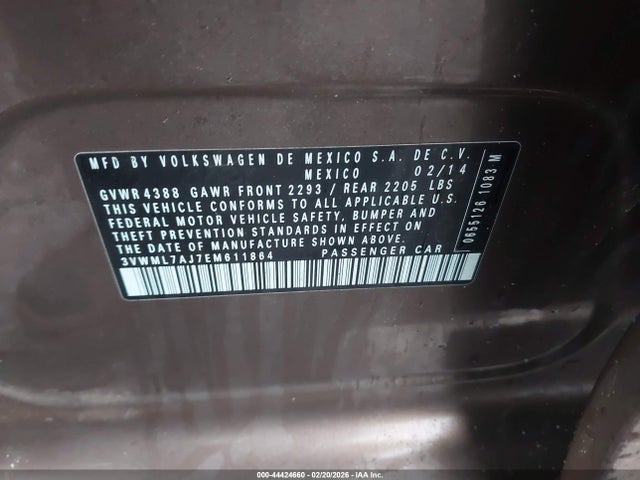 MFD BY VOLKSWAGEN DE MEXICO S.A. DE C.V.
MEXICO 02/14
GVWR 4388 GAWR FRONT 2293 / REAR 2205 LBS
THIS VEHICLE CONFORMS TO ALL APPLICABLE U.S.
FEDERAL MOTOR VEHICLE SAFETY, BUMPER AND
THEFT PREVENTION STANDARDS IN EFFECT ON
THE DATE OF MANUFACTURE SHOWN ABOVE.
3VWML7AJ7EM611864 PASSENGER CAR
0655126 1083 M
000-44424660 - 02/20/2026 - IAA Inc.